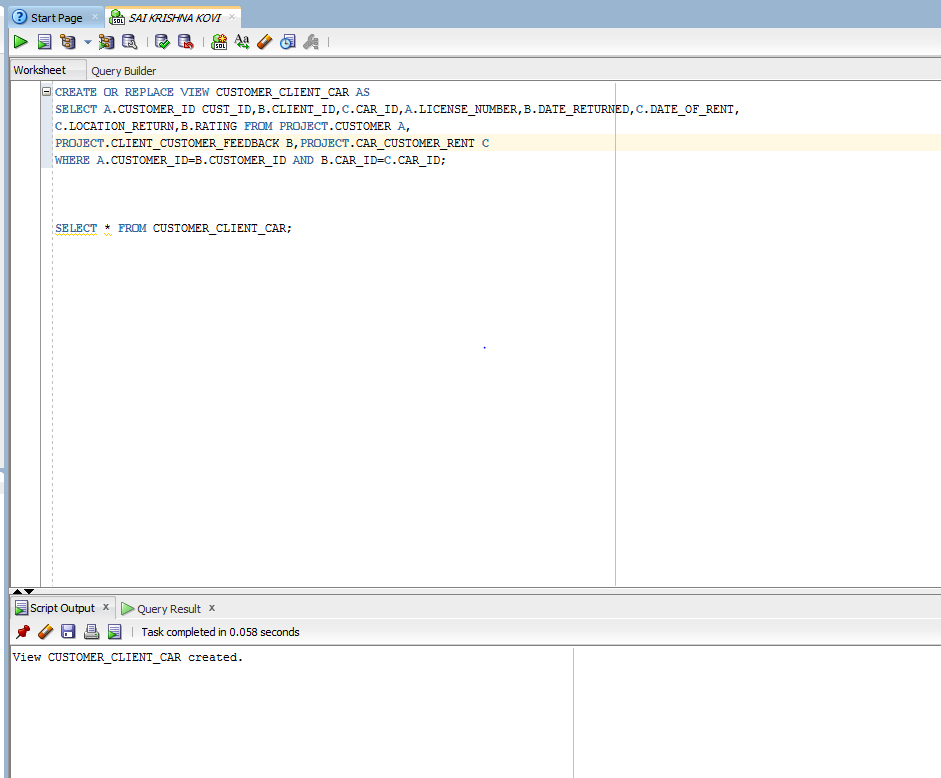 Start Page
SAI KRISHNA KOVI
Worksheet
Query Builder
CREATE OR REPLACE VIEW CUSTOMER_CLIENT_CAR AS
SELECT A.CUSTOMER_ID CUST_ID,B.CLIENT_ID,C.CAR_ID,A.LICENSE_NUMBER,B.DATE_RETURNED,C.DATE_OF_RENT,
C.LOCATION_RETURN,B.RATING FROM PROJECT.CUSTOMER A,
PROJECT.CLIENT_CUSTOMER_FEEDBACK B,PROJECT.CAR_CUSTOMER_RENT C
WHERE A.CUSTOMER_ID=B.CUSTOMER_ID AND B.CAR_ID=C.CAR_ID;
SELECT * FROM CUSTOMER_CLIENT_CAR;
Script Output
Query Result
Task completed in 0.058 seconds
View CUSTOMER_CLIENT_CAR created.